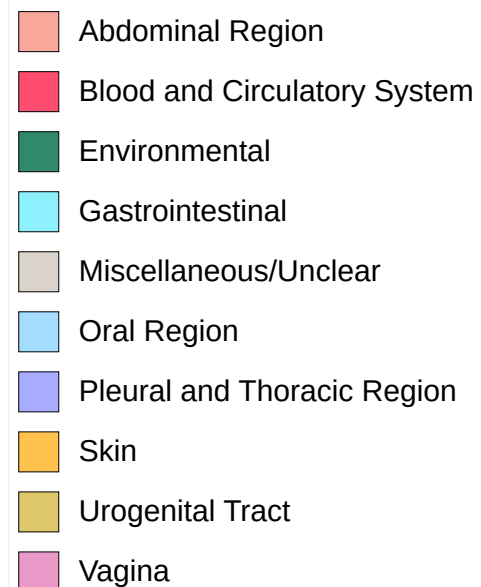 Abdominal Region
Blood and Circulatory System
Environmental
Gastrointestinal
Miscellaneous/Unclear
Oral Region
Pleural and Thoracic Region
Skin
Urogenital Tract
Vagina